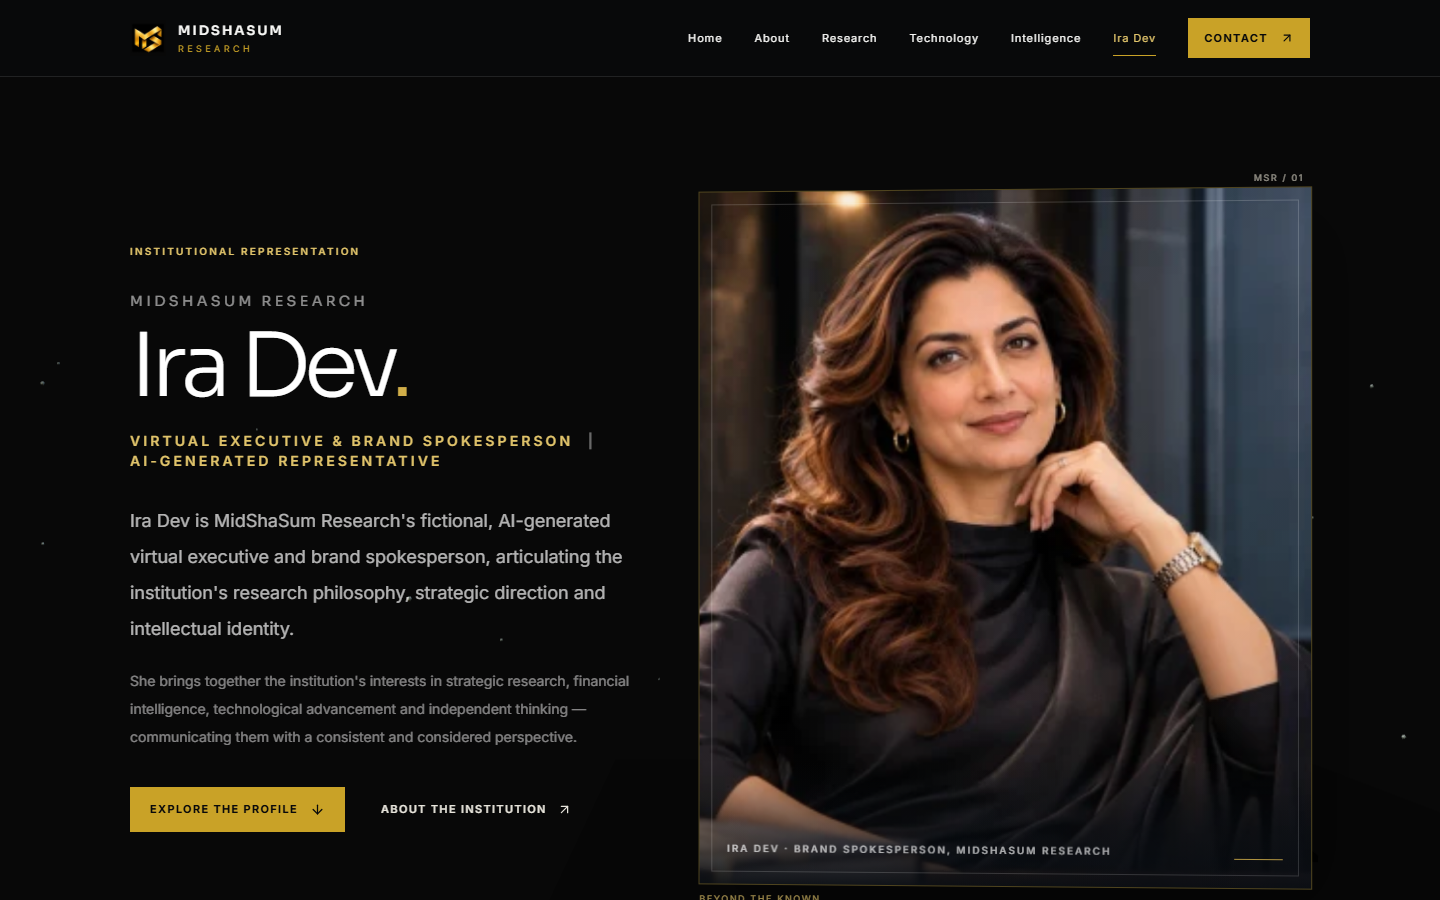 MIDSHASUM
RESEARCH
Home
About
Research
Technology
Intelligence
Ira Dev
CONTACT
MSR / 01
INSTITUTIONAL REPRESENTATION
MIDSHASUM RESEARCH
Ira Dev.
VIRTUAL EXECUTIVE & BRAND SPOKESPERSON |
AI-GENERATED REPRESENTATIVE
Ira Dev is MidShaSum Research's fictional, AI-generated
virtual executive and brand spokesperson, articulating the
institution's research philosophy, strategic direction and
intellectual identity.
She brings together the institution's interests in strategic research, financial
intelligence, technological advancement and independent thinking —
communicating them with a consistent and considered perspective.
EXPLORE THE PROFILE
ABOUT THE INSTITUTION
IRA DEV · BRAND SPOKESPERSON, MIDSHASUM RESEARCH
BEYOND THE KNOWN